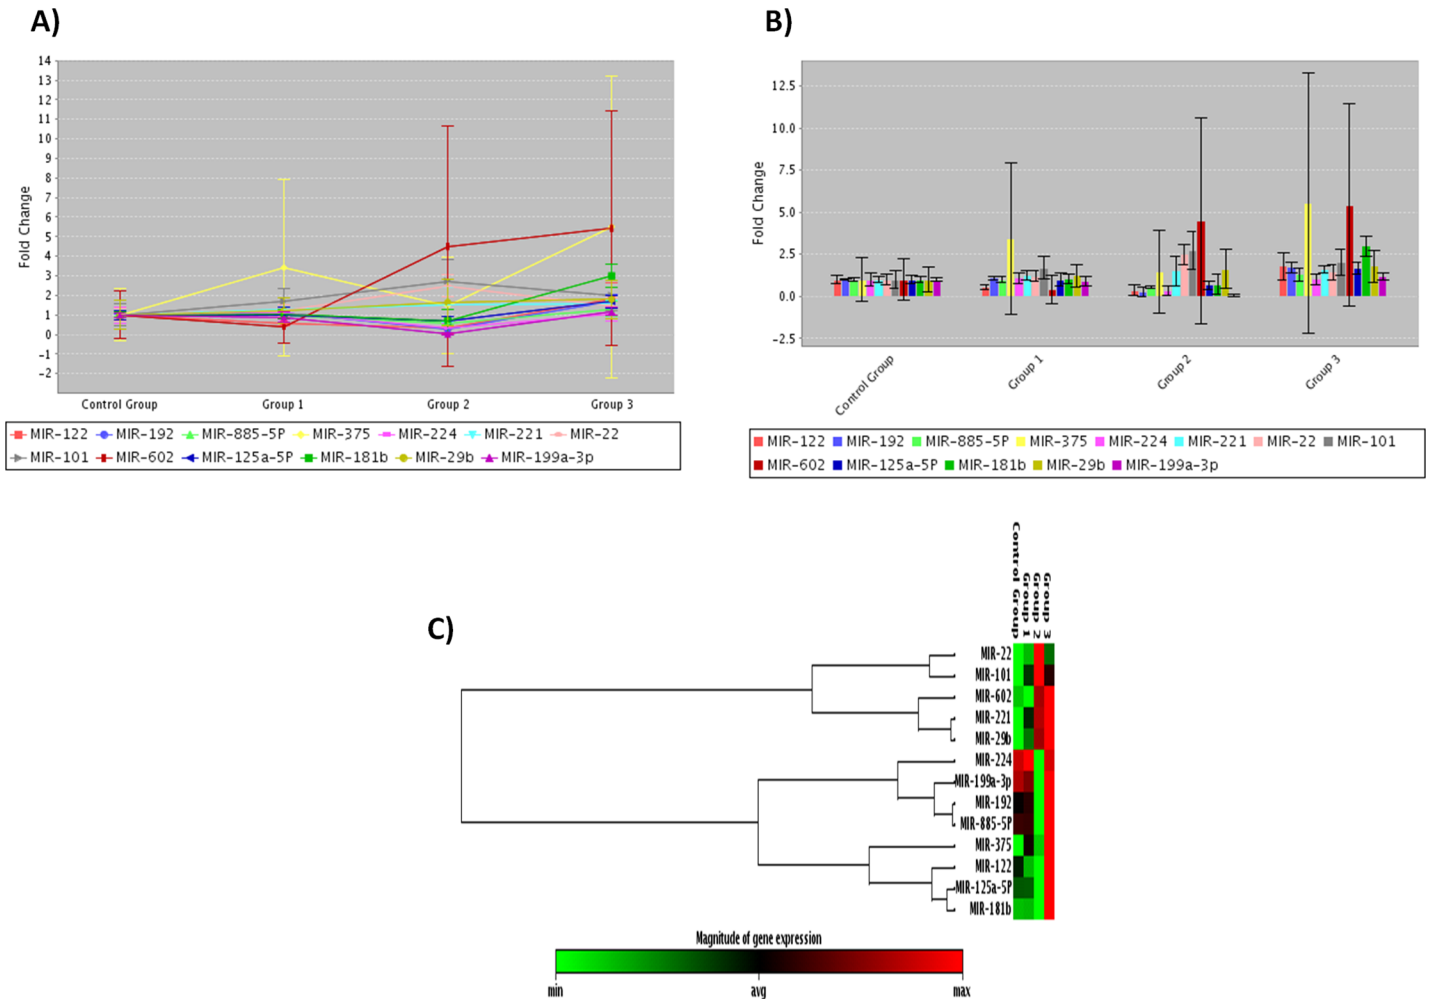 A)
14
13
12
11
10
9
8
7
6
5
4
3
2
1
0
-1
-2
Fold Change
Control Group Group 1 Group 2 Group 3
MIR-122 MIR-192 MIR-885-5P MIR-375 MIR-224 MIR-221 MIR-22
MIR-101 MIR-602 MIR-125a-5P MIR-181b MIR-29b MIR-199a-3p
B)
12.5
10.0
7.5
5.0
2.5
0.0
-2.5
Fold Change
Control Group Group 1 Group 2 Group 3
MIR-122 MIR-192 MIR-885-5P MIR-375 MIR-224 MIR-221 MIR-22 MIR-101
MIR-602 MIR-125a-5P MIR-181b MIR-29b MIR-199a-3p
C)
Control Group
Group 1
Group 2
Group 3
MIR-22
MIR-101
MIR-602
MIR-221
MIR-29b
MIR-224
MIR-199a-3p
MIR-192
MIR-885-5P
MIR-375
MIR-122
MIR-125a-5P
MIR-181b
Magnitude of gene expression
min avg max